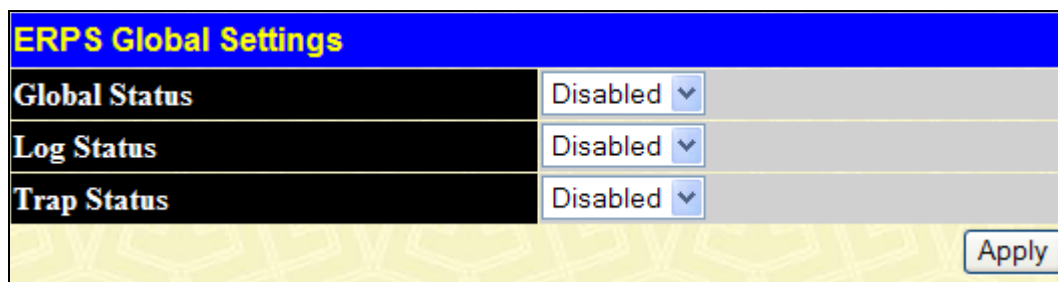 ERPS Global Settings
Global Status Disabled
Log Status Disabled
Trap Status Disabled
Apply